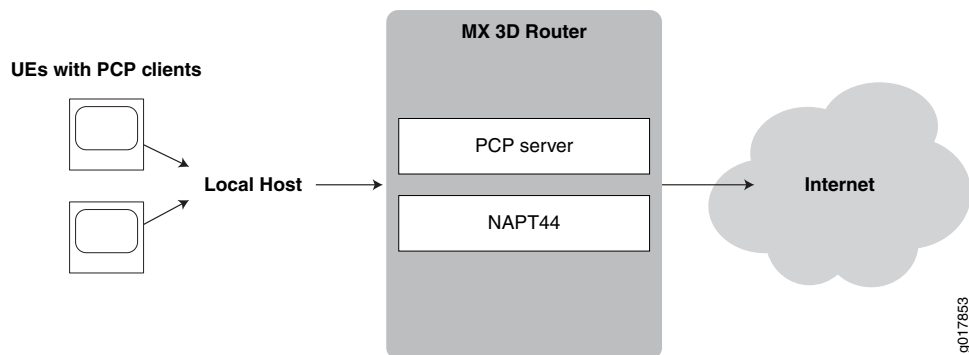 MX 3D Router
UEs with PCP clients
PCP server
Local Host
Internet
NAPT44
g017853